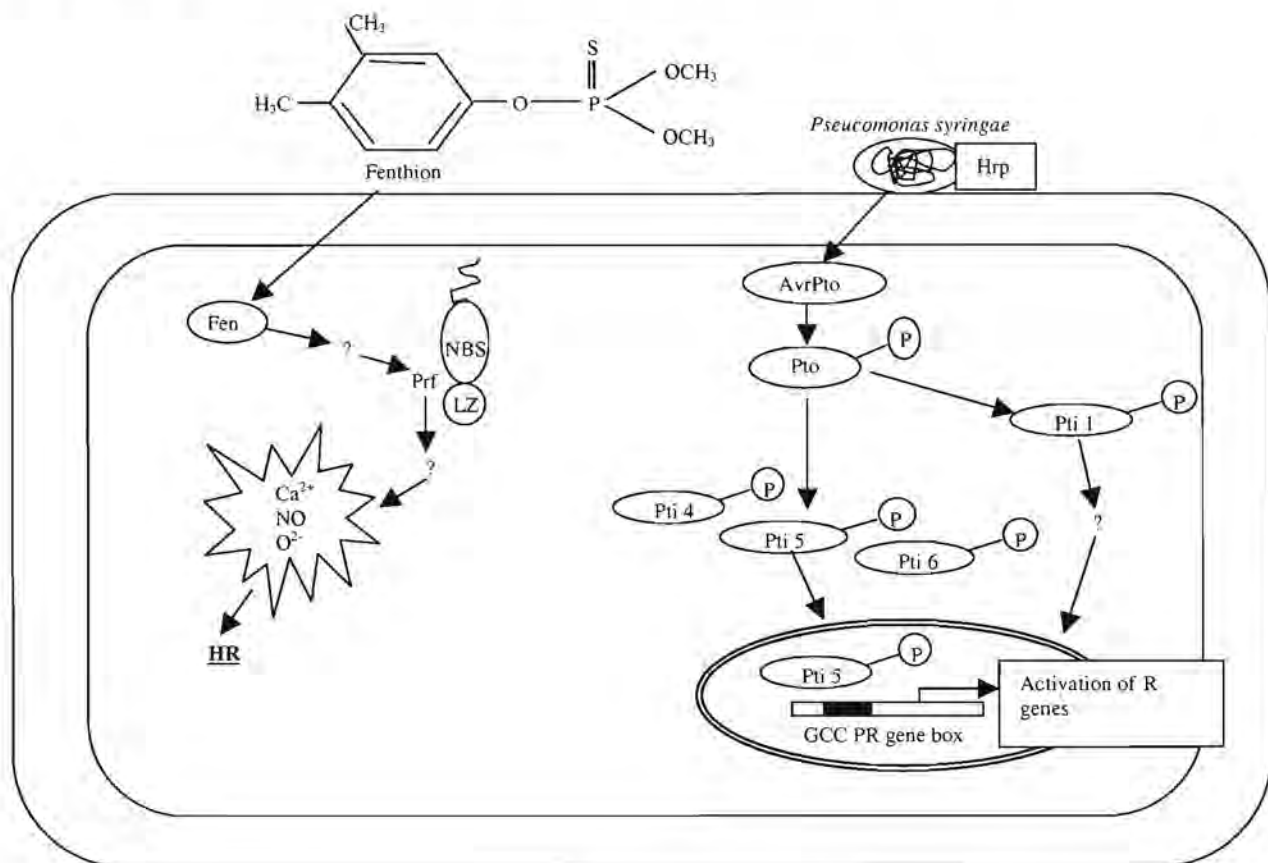 CH₃
H₃C
O
P
S
OCH₃
OCH₃
Fenthion
Pseucomonas syringae
Hrp
Fen
?
Prf
NBS
LZ
?
Ca²⁺
NO
O²⁻
HR
AvrPto
Pto
P
Pti 1
P
?
Pti 4
P
Pti 5
P
Pti 6
P
Pti 5
P
GCC PR gene box
Activation of R
genes